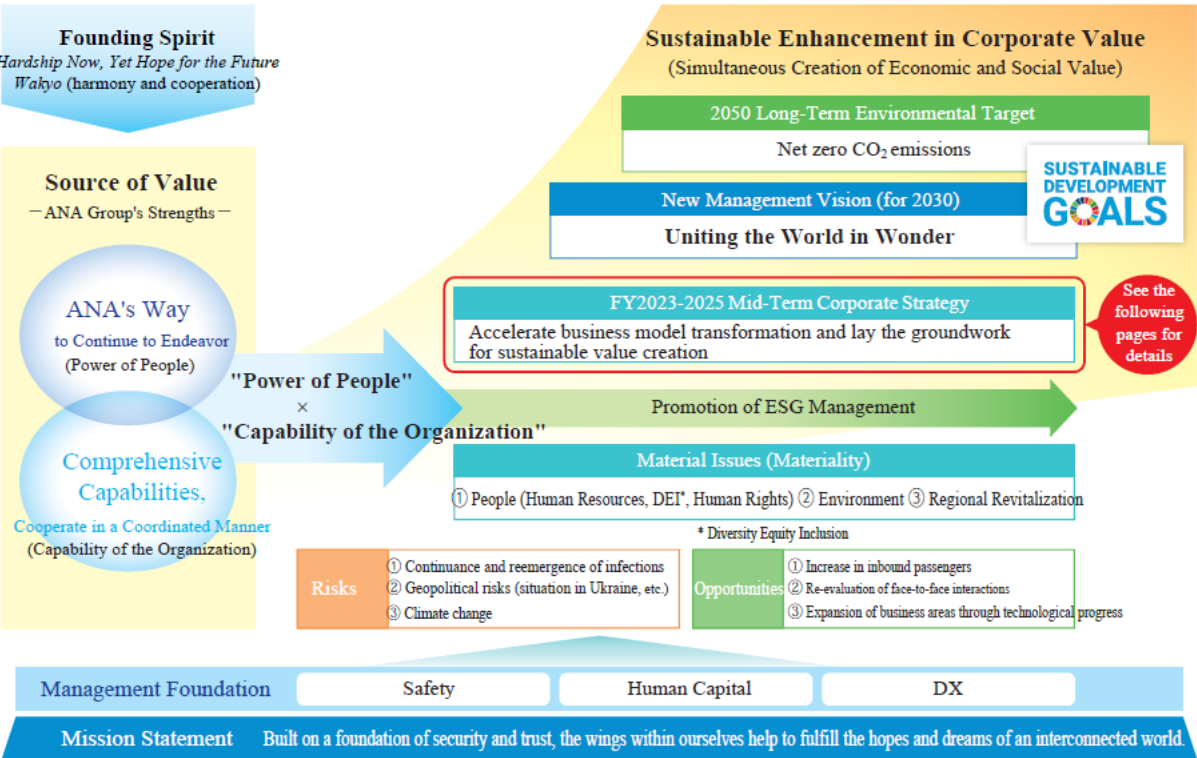 Founding Spirit
Hardship Now, Yet Hope for the Future
Wakyo (harmony and cooperation)
Source of Value
－ANA Group's Strengths－
ANA's Way
to Continue to Endeavor
(Power of People)
Comprehensive
Capabilities,
Cooperate in a Coordinated Manner
(Capability of the Organization)
"Power of People"
×
"Capability of the Organization"
Sustainable Enhancement in Corporate Value
(Simultaneous Creation of Economic and Social Value)
2050 Long-Term Environmental Target
Net zero CO₂ emissions
SUSTAINABLE
DEVELOPMENT
GOALS
New Management Vision (for 2030)
Uniting the World in Wonder
FY2023-2025 Mid-Term Corporate Strategy
Accelerate business model transformation and lay the groundwork
for sustainable value creation
See the
following
pages for
details
Promotion of ESG Management
Material Issues (Materiality)
① People (Human Resources, DEI*, Human Rights) ② Environment ③ Regional Revitalization
* Diversity Equity Inclusion
Risks
① Continuance and reemergence of infections
② Geopolitical risks (situation in Ukraine, etc.)
③ Climate change
Opportunities
① Increase in inbound passengers
② Re-evaluation of face-to-face interactions
③ Expansion of business areas through technological progress
Management Foundation
Safety
Human Capital
DX
Mission Statement
Built on a foundation of security and trust, the wings within ourselves help to fulfill the hopes and dreams of an interconnected world.